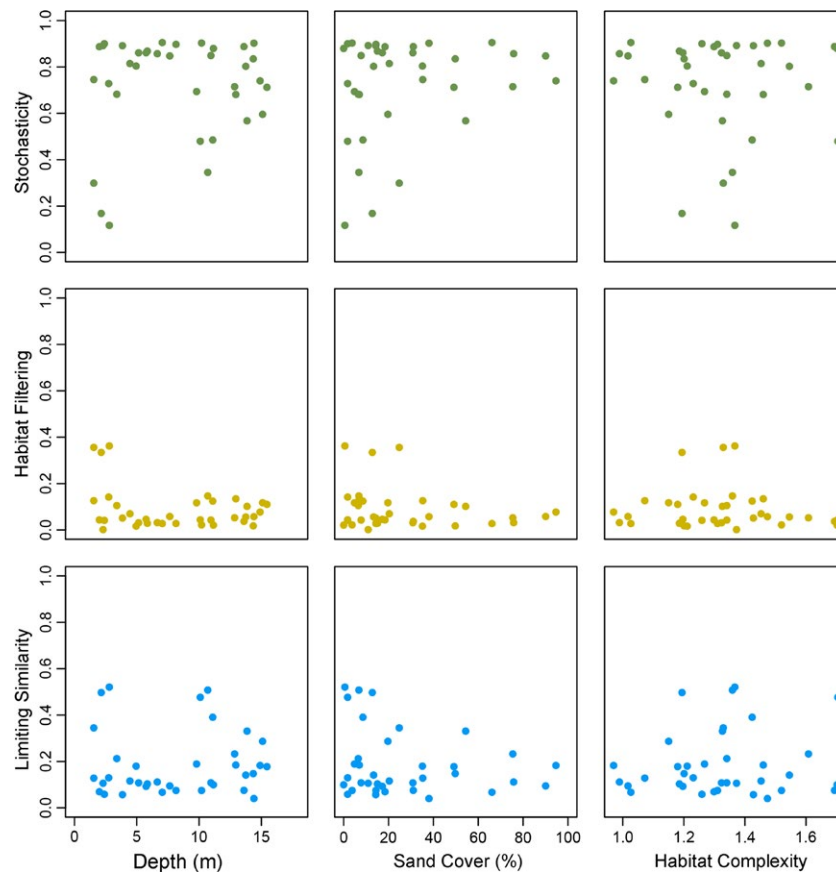 Stochasticity
0.0 0.2 0.4 0.6 0.8 1.0
Habitat Filtering
0.0 0.2 0.4 0.6 0.8 1.0
Limiting Similarity
0.0 0.2 0.4 0.6 0.8 1.0
0 5 10 15
0 20 40 60 80 100
1.0 1.2 1.4 1.6
Depth (m)
Sand Cover (%)
Habitat Complexity